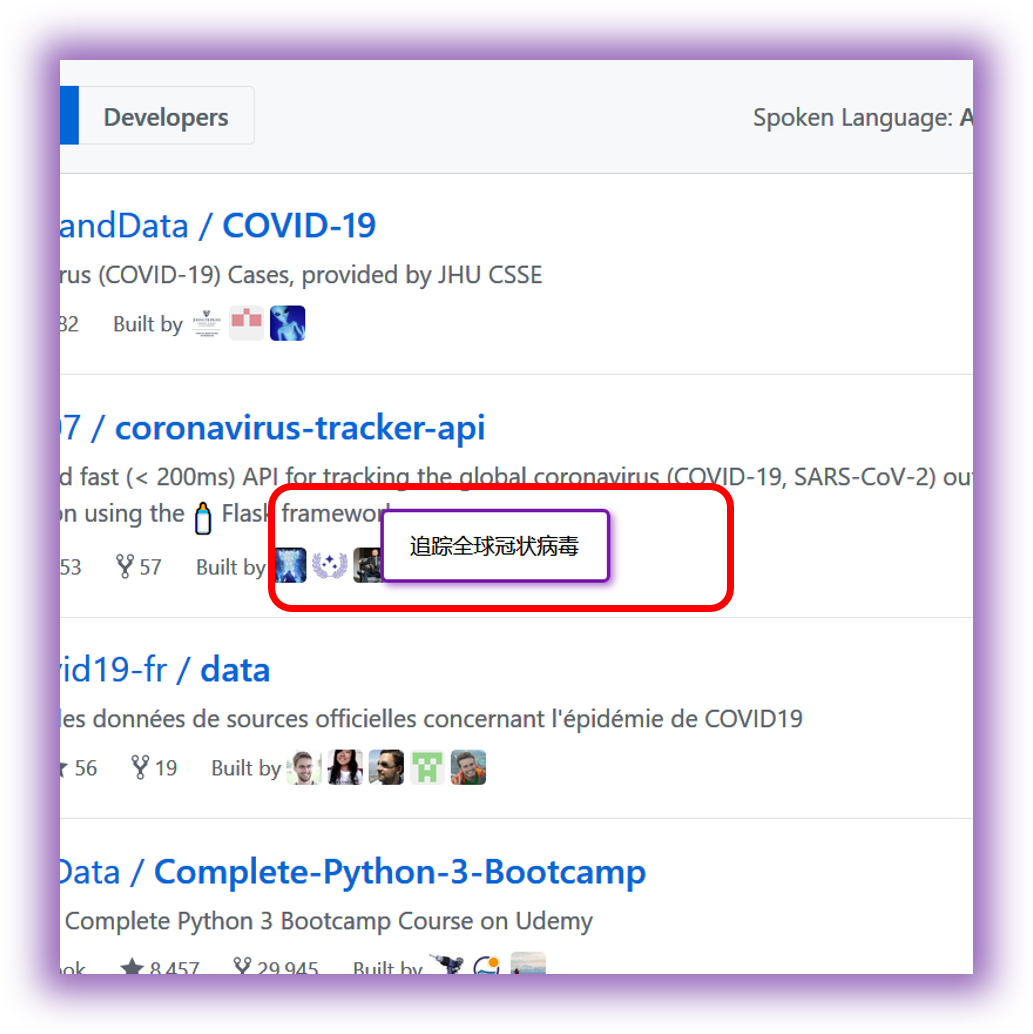 Developers
Spoken Language: A
andData / COVID-19
rus (COVID-19) Cases, provided by JHU CSSE
82 Built by
07 / coronavirus-tracker-api
d fast (< 200ms) API for tracking the global coronavirus (COVID-19, SARS-CoV-2) ou
on using the 🍼 Flask framework
追踪全球冠状病毒
53 57 Built by
vid19-fr / data
des données de sources officielles concernant l'épidémie de COVID19
56 19 Built by
Data / Complete-Python-3-Bootcamp
Complete Python 3 Bootcamp Course on Udemy
ook 8,457 29,945 Built by